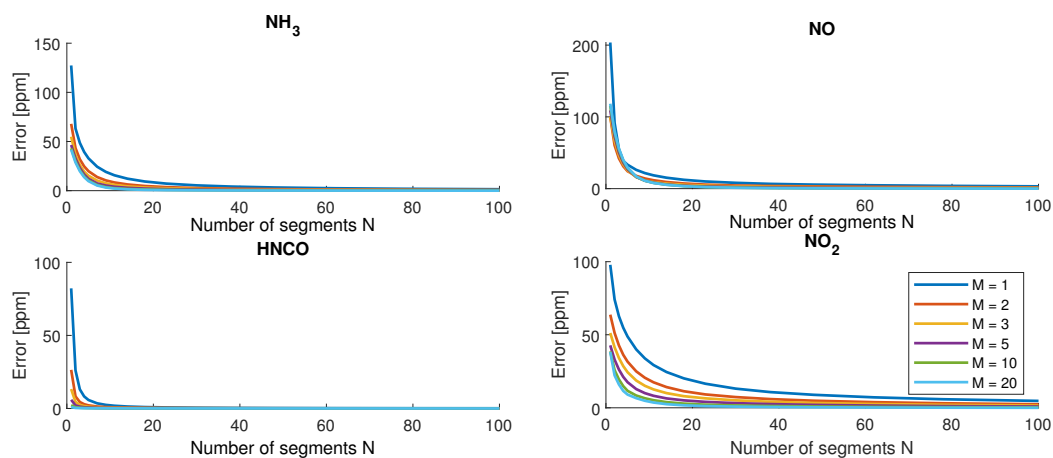 NH3
Error [ppm]
150
100
50
0
0 20 40 60 80 100
Number of segments N
NO
Error [ppm]
200
100
0
0 20 40 60 80 100
Number of segments N
HNCO
Error [ppm]
100
50
0
0 20 40 60 80 100
Number of segments N
NO2
Error [ppm]
100
50
0
0 20 40 60 80 100
Number of segments N
M = 1
M = 2
M = 3
M = 5
M = 10
M = 20